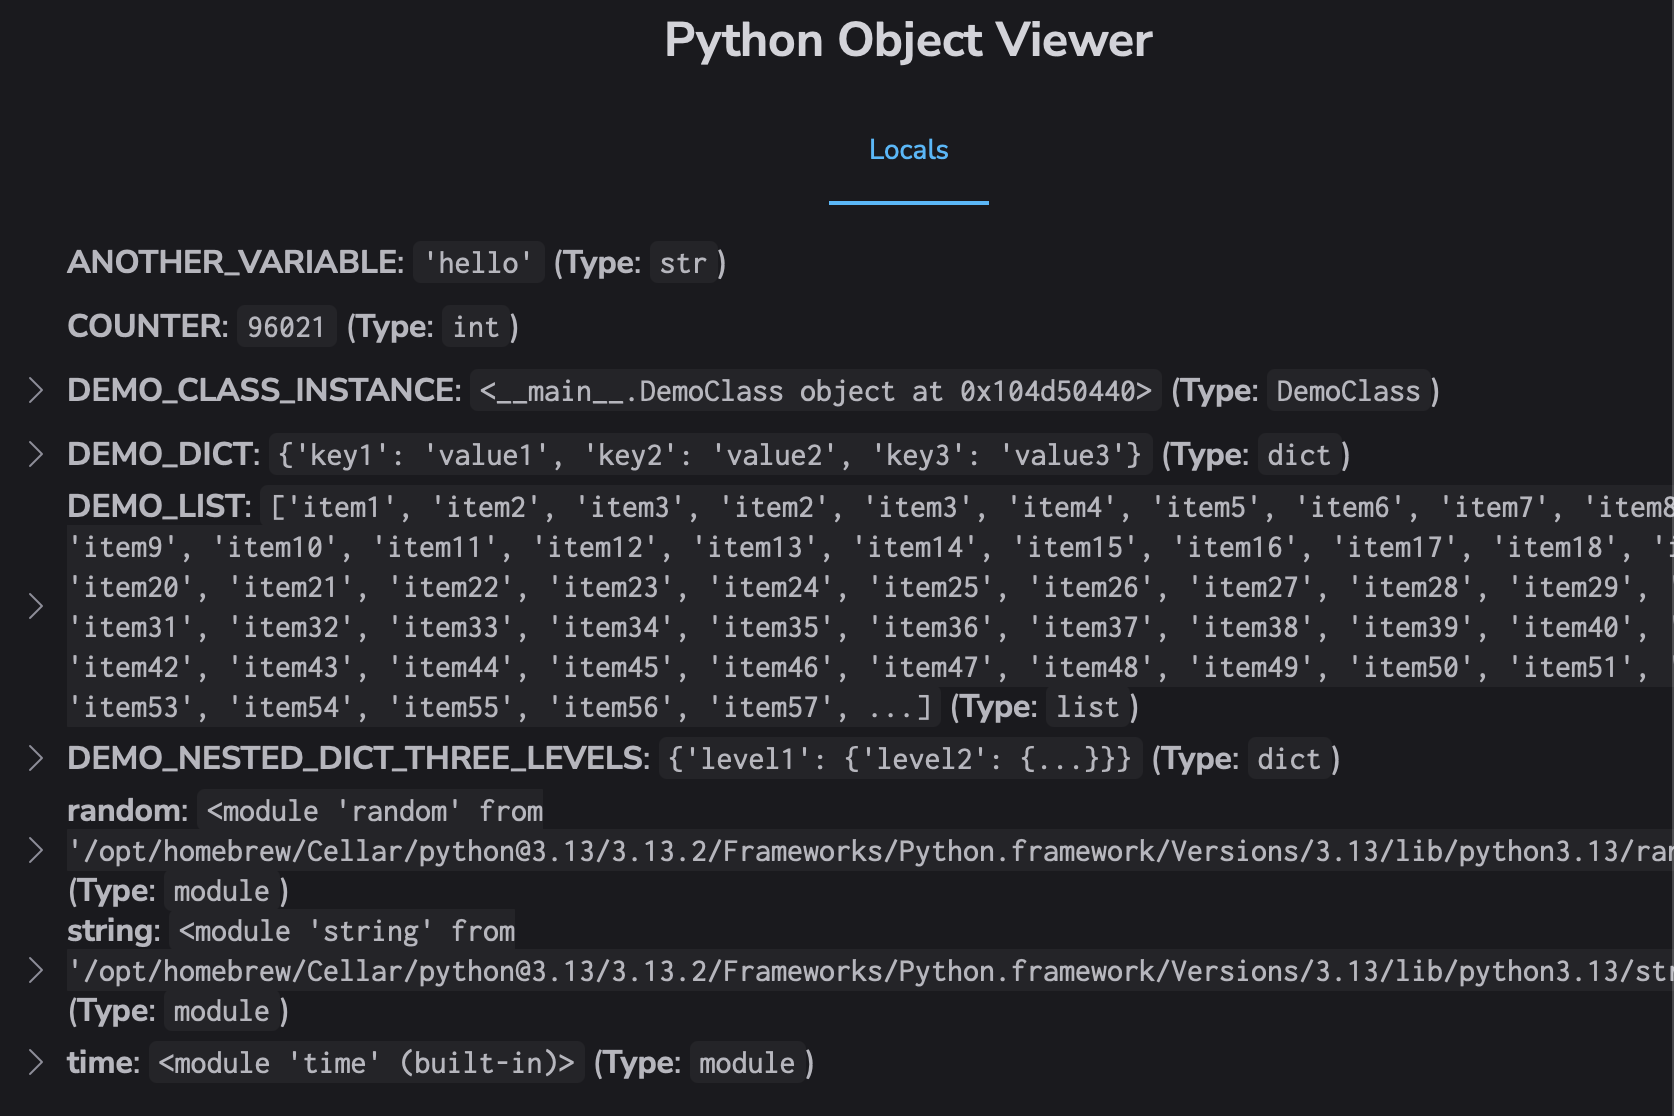 Python Object Viewer
Locals
ANOTHER_VARIABLE: 'hello' (Type: str)
COUNTER: 96021 (Type: int)
DEMO_CLASS_INSTANCE: <__main__.DemoClass object at 0x104d50440> (Type: DemoClass)
DEMO_DICT: {'key1': 'value1', 'key2': 'value2', 'key3': 'value3'} (Type: dict)
DEMO_LIST: ['item1', 'item2', 'item3', 'item2', 'item3', 'item4', 'item5', 'item6', 'item7', 'item8
'item9', 'item10', 'item11', 'item12', 'item13', 'item14', 'item15', 'item16', 'item17', 'item18',
'item20', 'item21', 'item22', 'item23', 'item24', 'item25', 'item26', 'item27', 'item28', 'item29',
'item31', 'item32', 'item33', 'item34', 'item35', 'item36', 'item37', 'item38', 'item39', 'item40',
'item42', 'item43', 'item44', 'item45', 'item46', 'item47', 'item48', 'item49', 'item50', 'item51',
'item53', 'item54', 'item55', 'item56', 'item57', ...] (Type: list)
DEMO_NESTED_DICT_THREE_LEVELS: {'level1': {'level2': {...}}} (Type: dict)
random: <module 'random' from
'/opt/homebrew/Cellar/python@3.13/3.13.2/Frameworks/Python.framework/Versions/3.13/lib/python3.13/ra
(Type: module)
string: <module 'string' from
'/opt/homebrew/Cellar/python@3.13/3.13.2/Frameworks/Python.framework/Versions/3.13/lib/python3.13/st
(Type: module)
time: <module 'time' (built-in)> (Type: module)